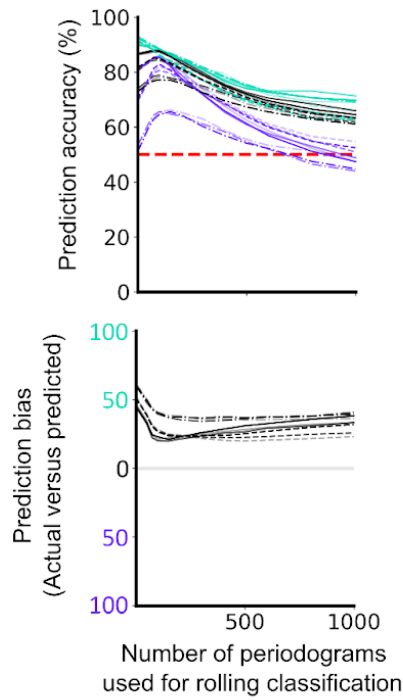 Prediction accuracy (%)
100
80
60
40
20
0
Prediction bias
(Actual versus predicted)
100
50
0
50
100
500
1000
Number of periodograms
used for rolling classification